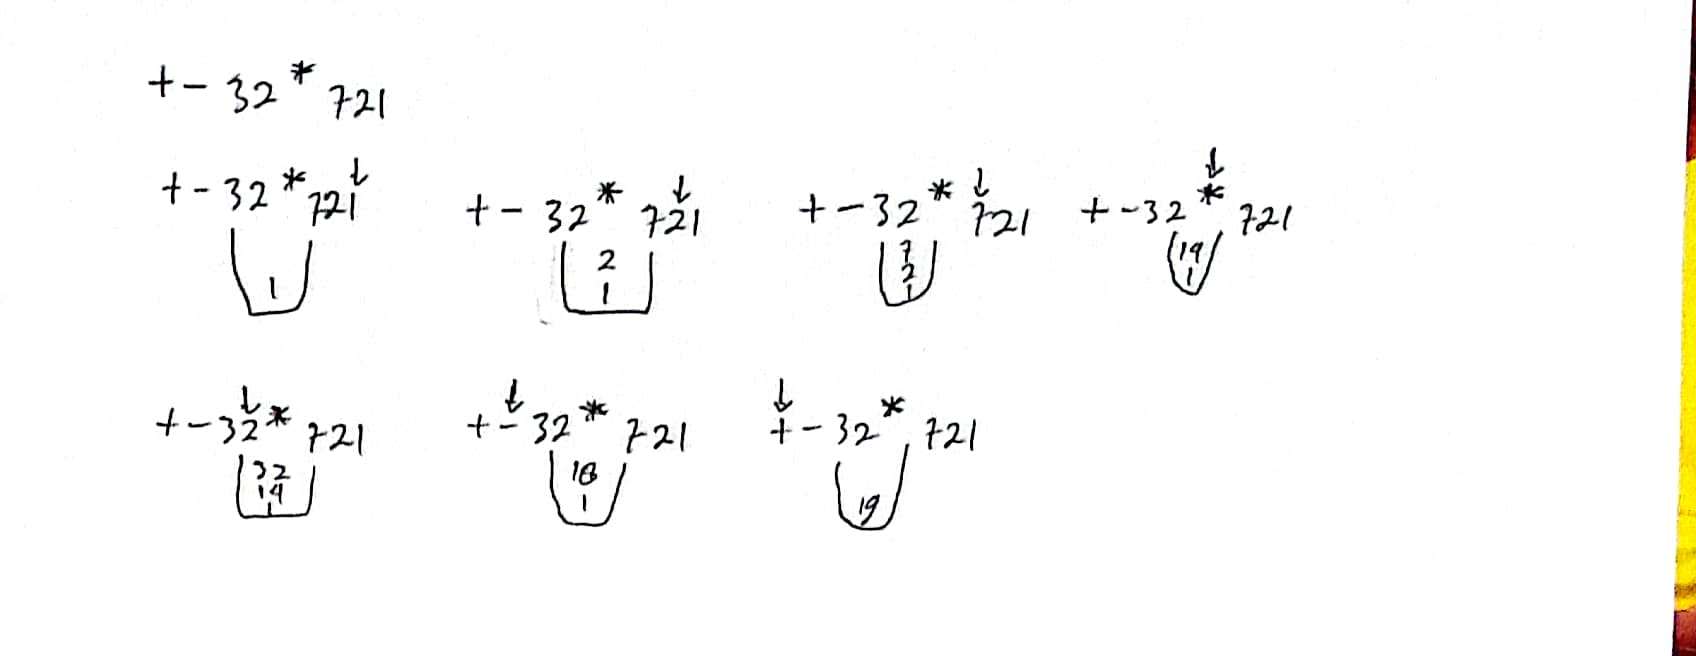 + - 32 * 721
+ - 32 * 721 ↓ + - 32 * 721 ↓ + - 32 * 721 ↓ + - 32 * 721 ↓
1 2 1 7 2 1 14 1
+ - 32 * 721 ↓ + - 32 * 721 ↓ + - 32 * 721 ↓
32 14 1 18 1 19